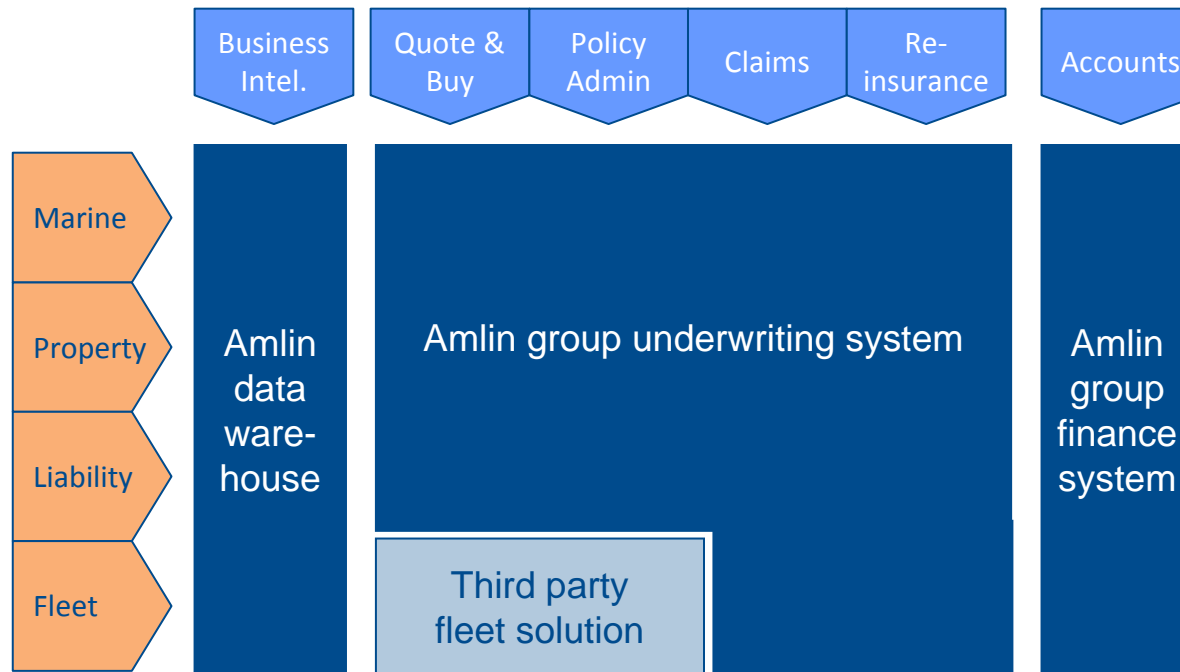 Business
Intel.
Quote &
Buy
Policy
Admin
Claims
Re-
insurance
Accounts
Marine
Property
Liability
Fleet
Amlin
data
ware-
house
Amlin group underwriting system
Third party
fleet solution
Amlin
group
finance
system